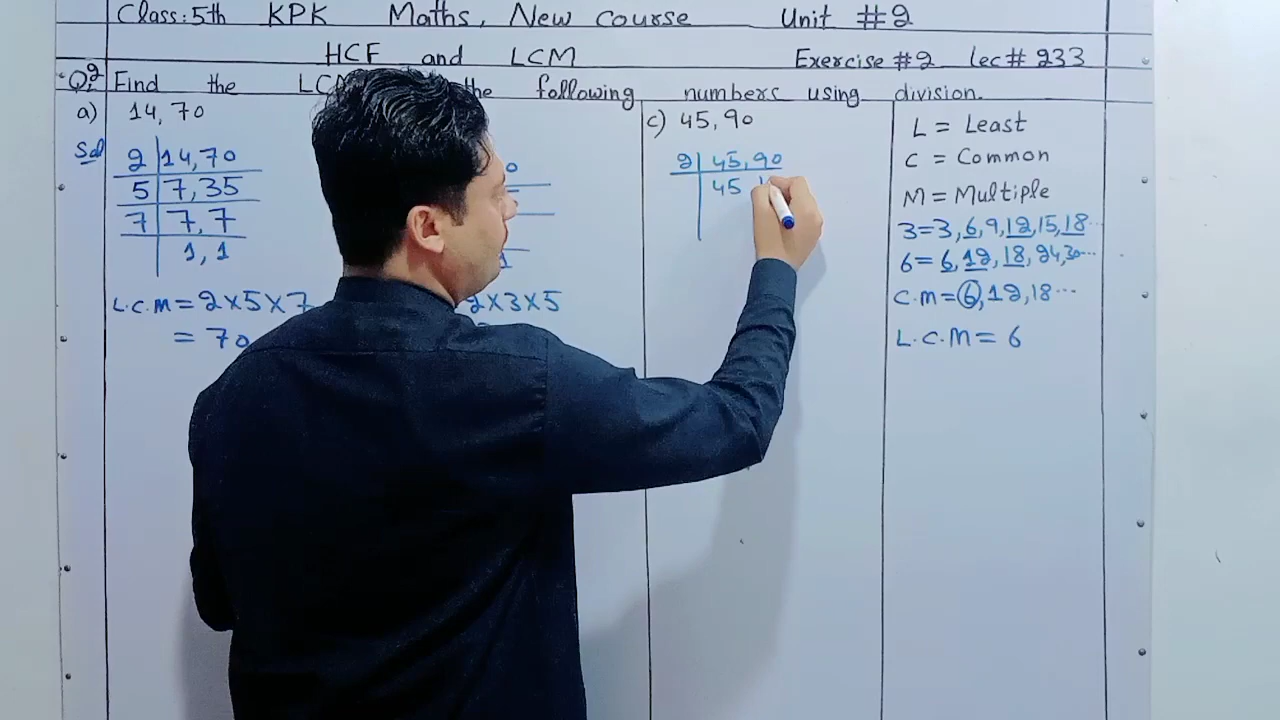 Class: 5th KPK Maths, New course Unit #2
HCF and LCM Exercise #2 Lec# 233
Q2: Find the LCM the following numbers using division.
a) 14, 70
Sol
2 | 14, 70
5 | 7, 35
7 | 7, 7
1, 1
L.C.M = 2×5×7
= 70
0
1
2×3×5
c) 45, 90
2 | 45, 90
45
L = Least
C = Common
M = Multiple
3 = 3, 6, 9, 12, 15, 18...
6 = 6, 12, 18, 24, 30...
C.M = 6, 12, 18...
L.C.M = 6